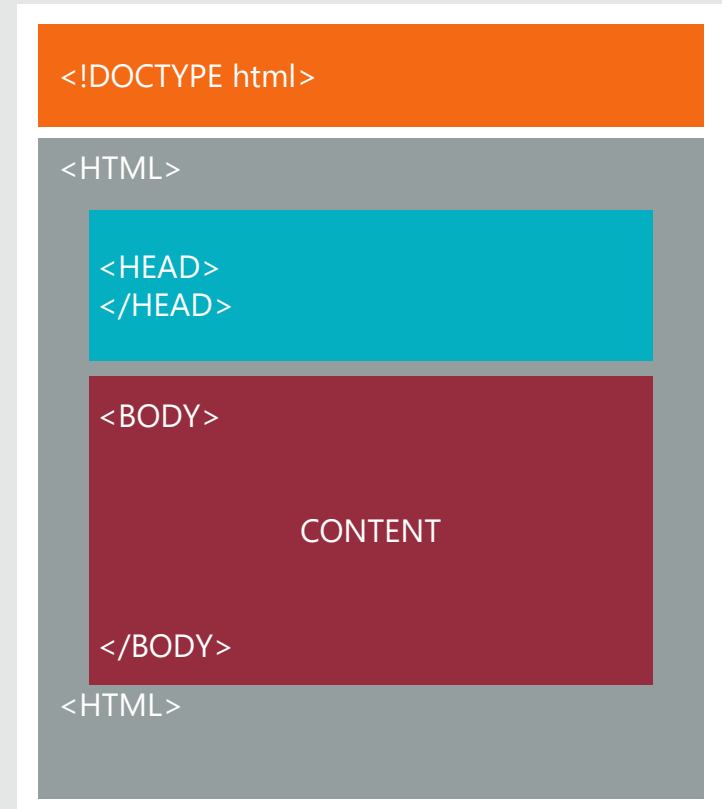 <!DOCTYPE html>
<HTML>
<HEAD>
</HEAD>
<BODY>
CONTENT
</BODY>
<HTML>